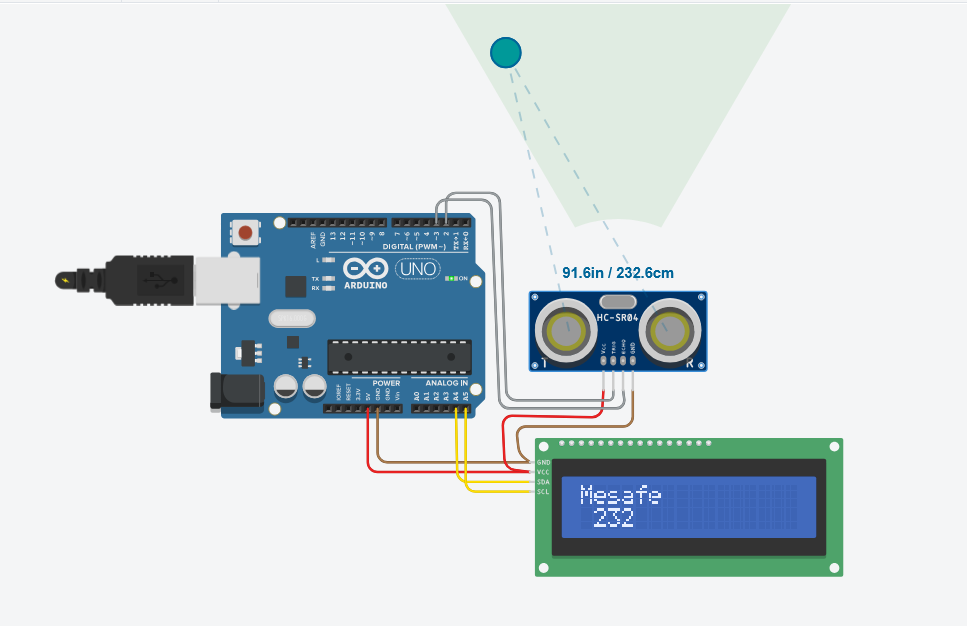 91.6in / 232.6cm
AREF
GND
13
12
~11
~10
~9
8
7
~6
~5
4
~3
2
TX→1
RX←0
DIGITAL (PWM~)
L
TX
RX
ARDUINO
UNO
ON
HC-SR04
VCC
TRIG
ECHO
GND
T
R
POWER
ANALOG IN
IOREF
RESET
3.3V
5V
GND
GND
Vin
A0
A1
A2
A3
A4
A5
GND
VCC
SDA
SCL
Mesafe
232